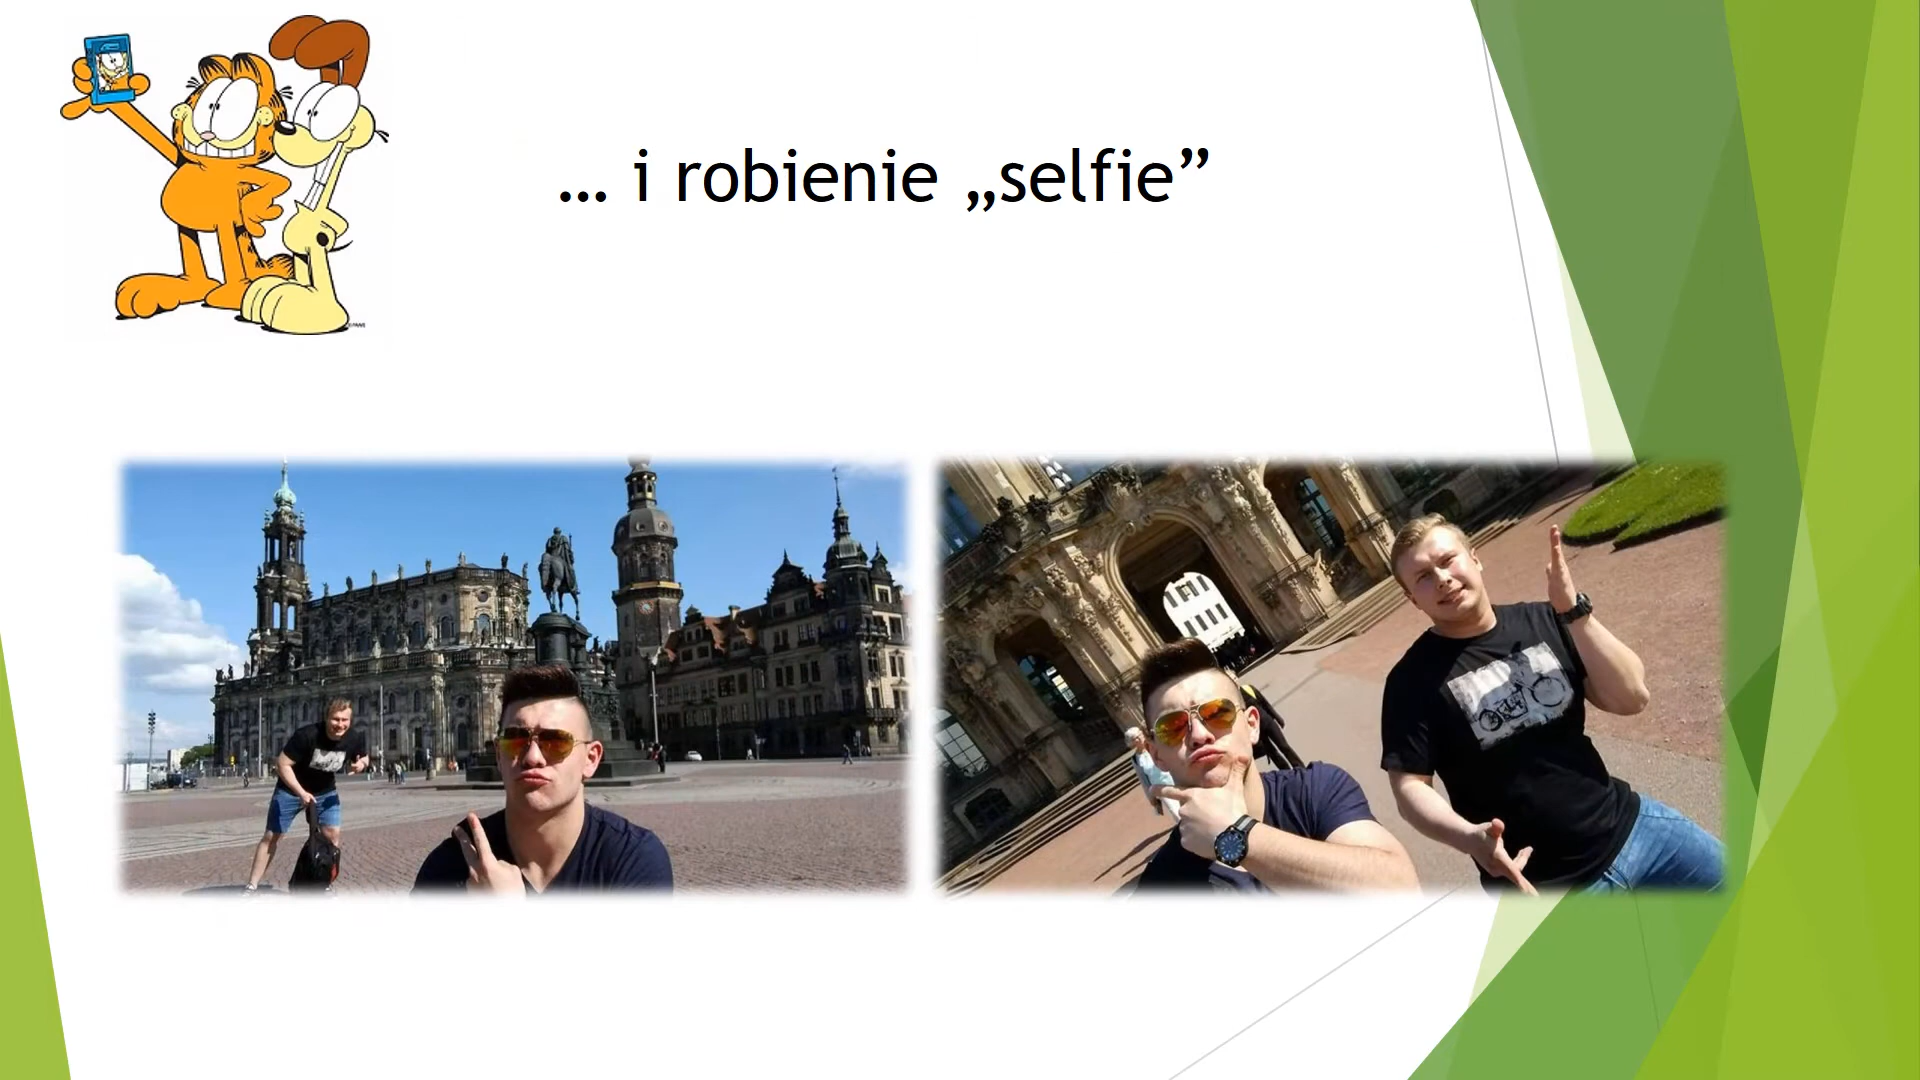 … i robienie „selfie”